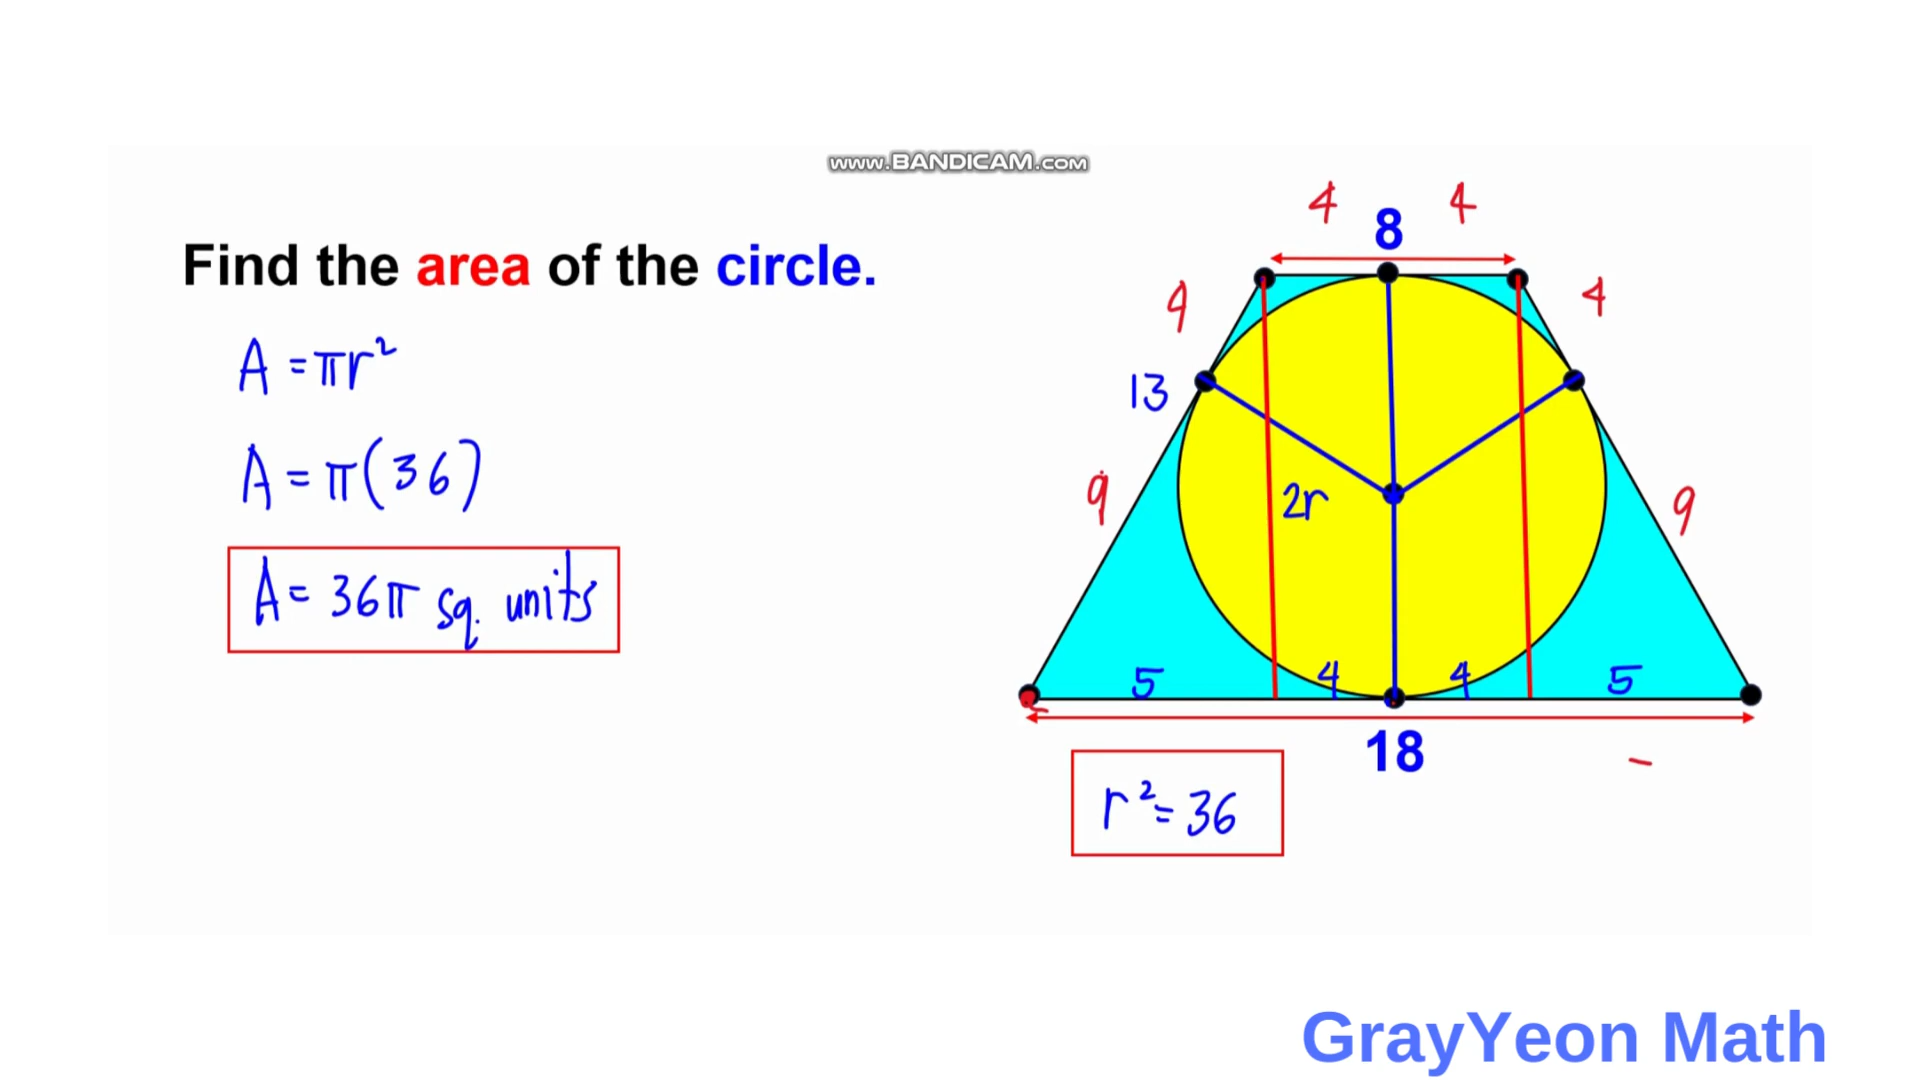 www.BANDICAM.com
Find the area of the circle.
A = πr²
A = π(36)
A = 36π sq. units
4 4
8
4 4
13
9 9
2r
5 4 4 5
18
r² = 36
GrayYeon Math